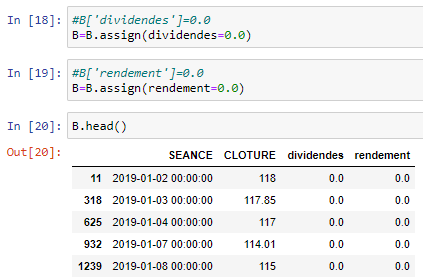 In [18]: #B['dividendes']=0.0
B=B.assign(dividendes=0.0)
In [19]: #B['rendement']=0.0
B=B.assign(rendement=0.0)
In [20]: B.head()
Out[20]:
SEANCE CLOTURE dividendes rendement
11 2019-01-02 00:00:00 118 0.0 0.0
318 2019-01-03 00:00:00 117.85 0.0 0.0
625 2019-01-04 00:00:00 117 0.0 0.0
932 2019-01-07 00:00:00 114.01 0.0 0.0
1239 2019-01-08 00:00:00 115 0.0 0.0